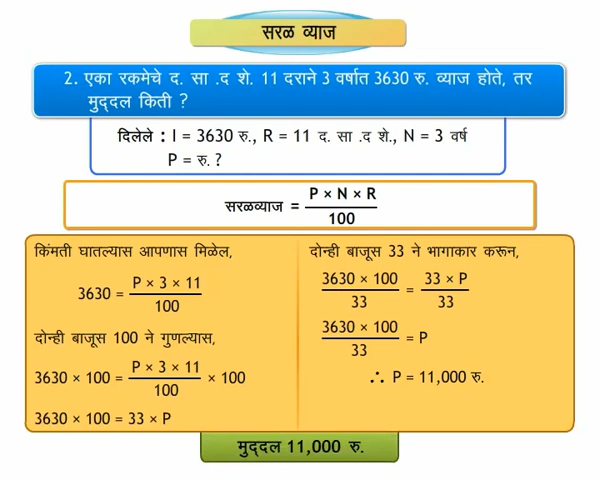 सरळ व्याज
2. एका रकमेचे द. सा .द शे. 11 दराने 3 वर्षात 3630 रु. व्याज होते, तर
मुद्‌दल किती ?
दिलेले : I = 3630 रु., R = 11 द. सा .द शे., N = 3 वर्ष
P = रु. ?
सरळव्याज = P × N × R / 100
किंमती घातल्यास आपणास मिळेल,
3630 = P × 3 × 11 / 100
दोन्ही बाजूस 100 ने गुणल्यास,
3630 × 100 = P × 3 × 11 / 100 × 100
3630 × 100 = 33 × P
दोन्ही बाजूस 33 ने भागाकार करून,
3630 × 100 / 33 = 33 × P / 33
3630 × 100 / 33 = P
∴ P = 11,000 रु.
मुद्‌दल 11,000 रु.